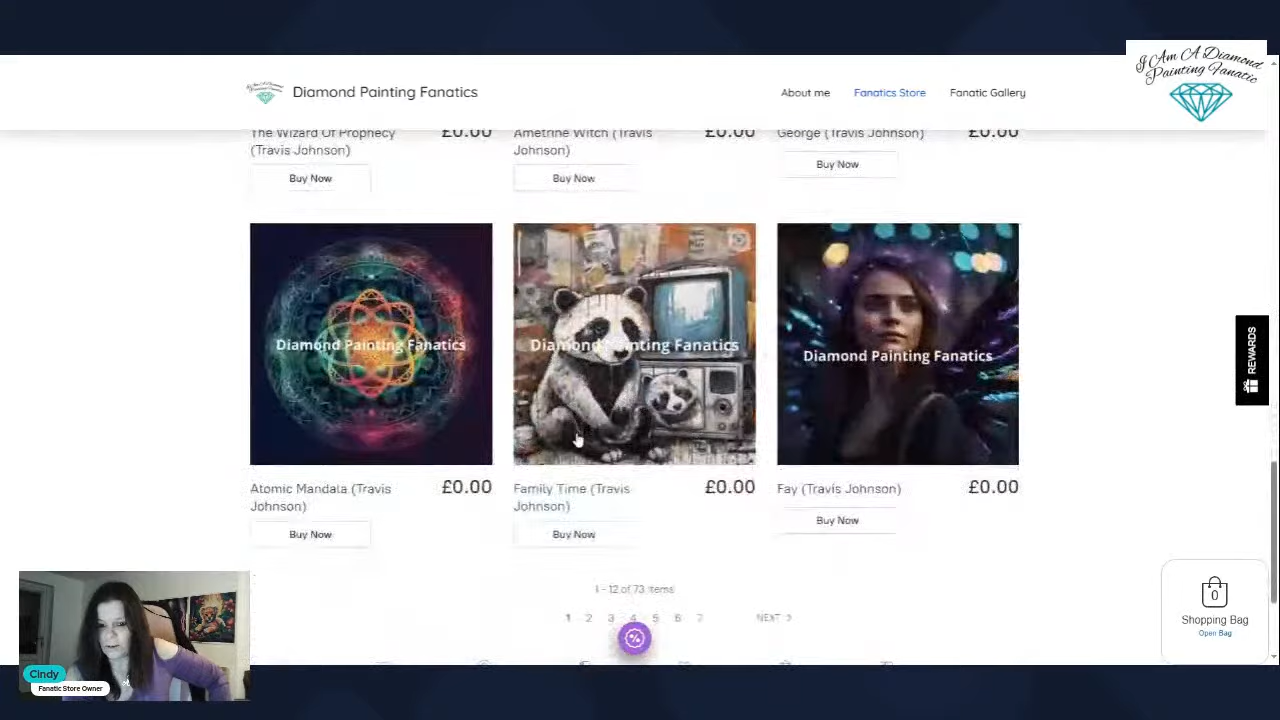 I Am A Diamond
Painting Fanatic
Diamond Painting Fanatics
About me
Fanatics Store
Fanatic Gallery
The Wizard Of Prophecy
(Travis Johnson)
£0.00
Buy Now
Ametrine Witch (Travis
Johnson)
£0.00
Buy Now
George (Travis Johnson)
£0.00
Buy Now
Diamond Painting Fanatics
Diamond Painting Fanatics
Diamond Painting Fanatics
Atomic Mandala (Travis
Johnson)
£0.00
Buy Now
Family Time (Travis
Johnson)
£0.00
Buy Now
Fay (Travis Johnson)
£0.00
Buy Now
1 - 12 of 73 items
1 2 3 4 5 6 7 NEXT >
REWARDS
0
Shopping Bag
Open Bag
Cindy
Fanatic Store Owner